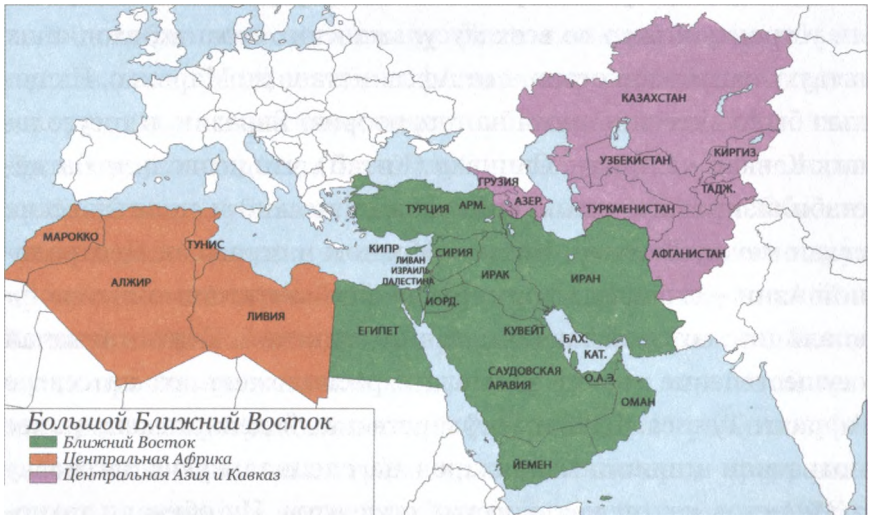 КАЗАХСТАН
УЗБЕКИСТАН
КИРГИЗ.
ТАДЖ.
ГРУЗИЯ
АЗЕР.
ТУРКМЕНИСТАН
АФГАНИСТАН
ТУРЦИЯ
АРМ.
МАРОККО
ТУНИС
АЛЖИР
ЛИВИЯ
КИПР
ЛИВАН
ИЗРАИЛЬ
ПАЛЕСТИНА
СИРИЯ
ИРАК
ИРАН
ИОРД.
ЕГИПЕТ
КУВЕЙТ
БАХ.
КАТ.
О.А.Э.
САУДОВСКАЯ
АРАВИЯ
ОМАН
ЙЕМЕН
Большой Ближний Восток
Ближний Восток
Центральная Африка
Центральная Азия и Кавказ